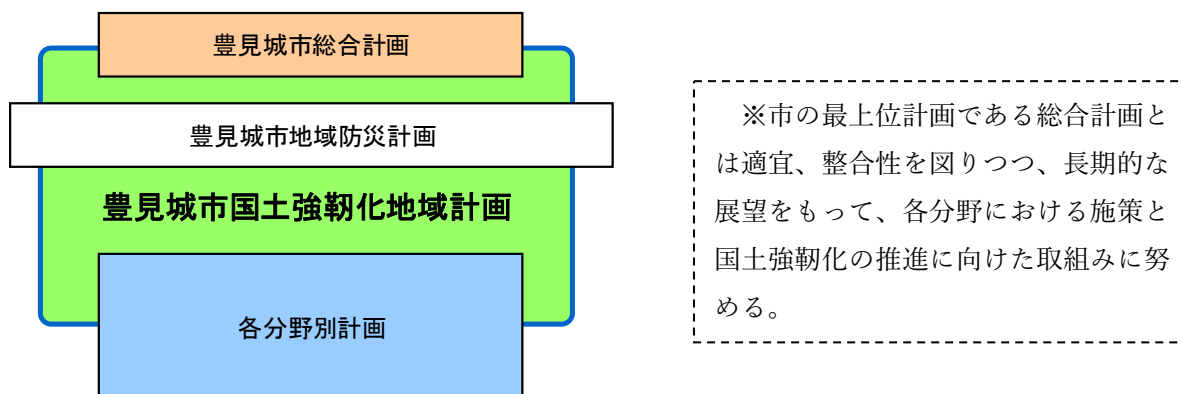 豊見城市総合計画
豊見城市地域防災計画
豊見城市国土強靭化地域計画
各分野別計画
※市の最上位計画である総合計画と
は適宜、整合性を図りつつ、長期的な
展望をもって、各分野における施策と
国土強靭化の推進に向けた取組みに努
める。